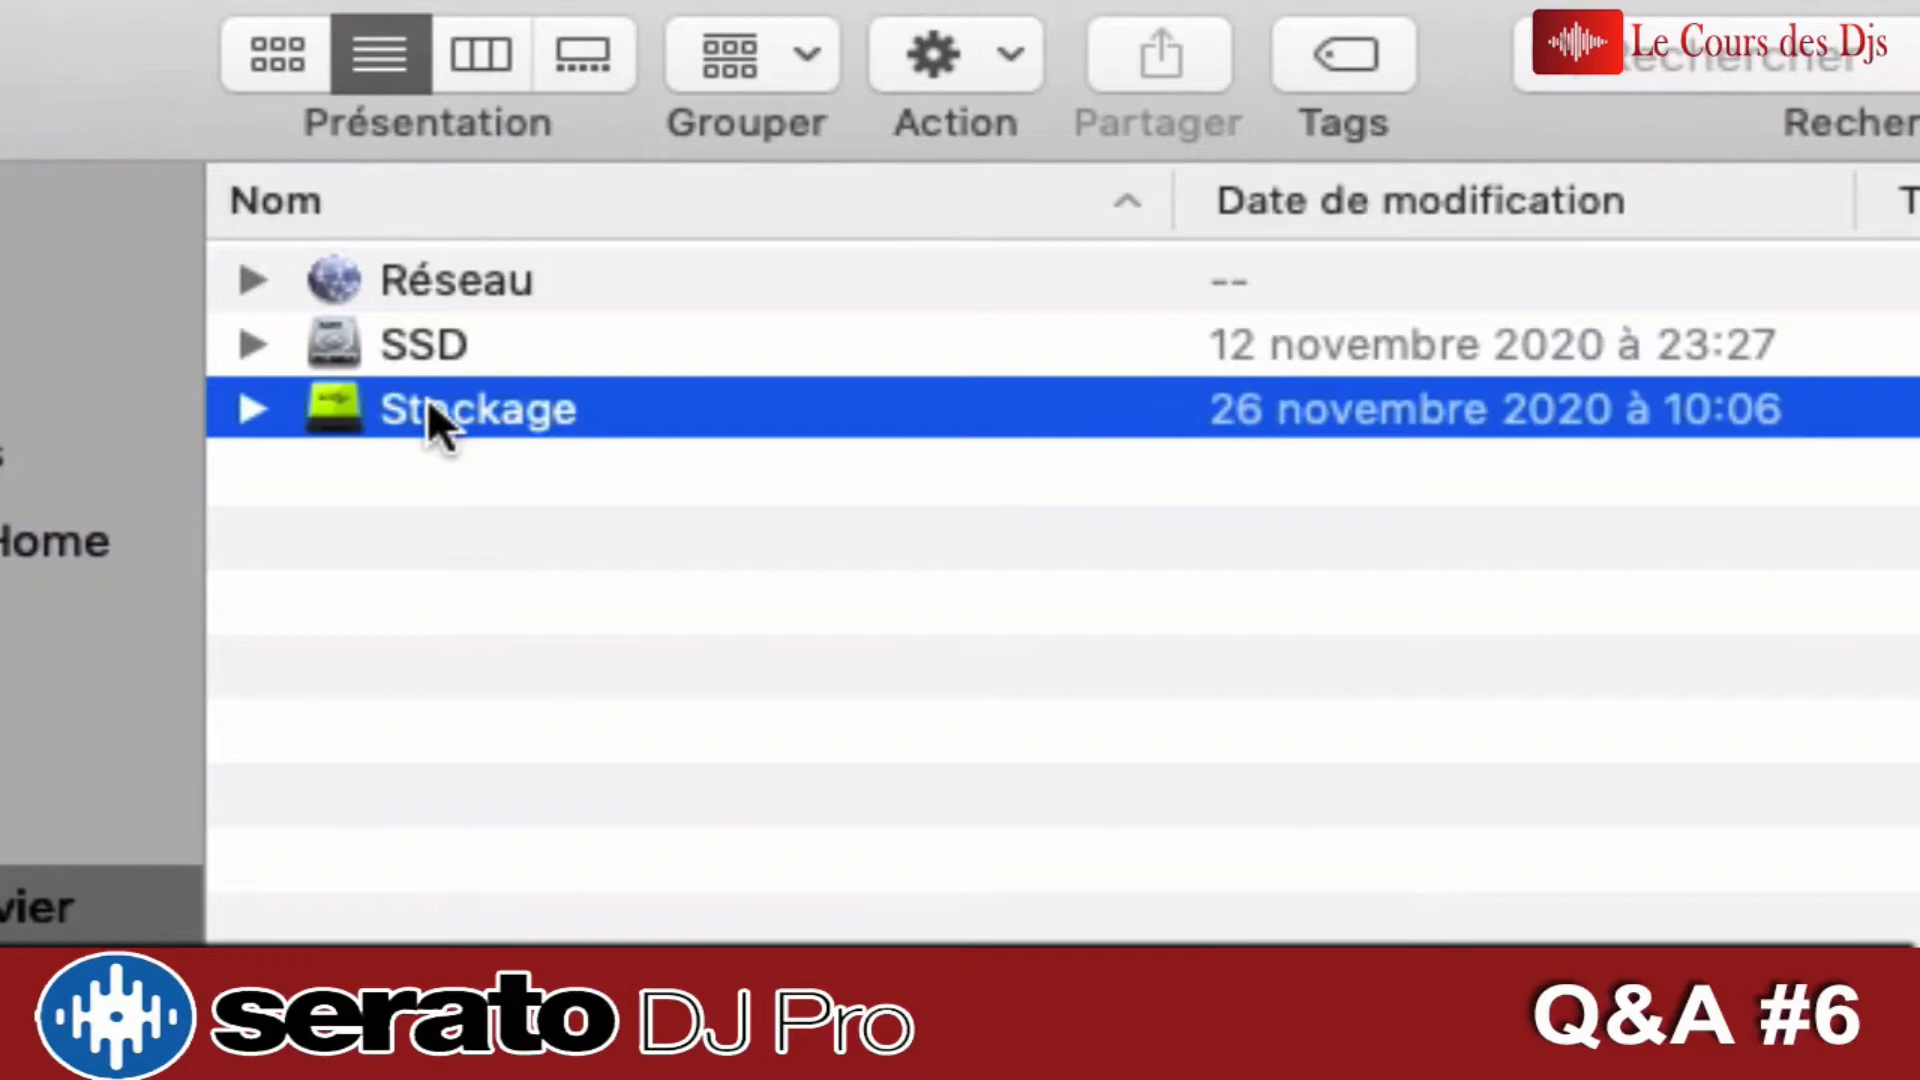 Le Cours des Djs
Rechercher
Présentation
Grouper
Action
Partager
Tags
Recher
Nom
Date de modification
T
Réseau
--
SSD
12 novembre 2020 à 23:27
Stockage
26 novembre 2020 à 10:06
s
Home
vier
serato DJ Pro
Q&A #6